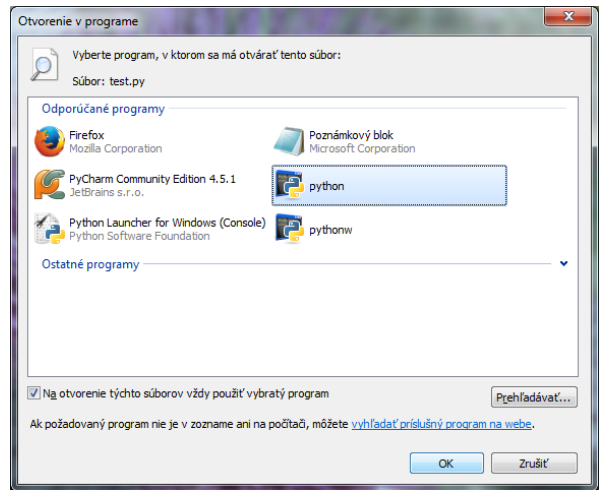 Otvorenie v programe
Vyberte program, v ktorom sa má otvárať tento súbor:
Súbor: test.py
Odporúčané programy
Firefox
Mozilla Corporation
Poznámkový blok
Microsoft Corporation
PyCharm Community Edition 4.5.1
JetBrains s.r.o.
python
Python Launcher for Windows (Console)
Python Software Foundation
pythonw
Ostatné programy
Na otvorenie týchto súborov vždy použiť vybratý program
Prehľadávať...
Ak požadovaný program nie je v zozname ani na počítači, môžete vyhľadať príslušný program na webe.
OK
Zrušiť